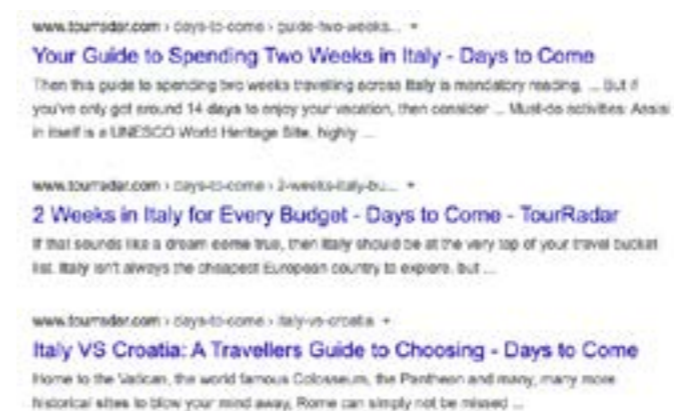 www.tourradar.com › days-to-come › guide-two-weeks...
Your Guide to Spending Two Weeks in Italy - Days to Come
Then this guide to spending two weeks travelling across Italy is mandatory reading. ... But if
you've only got around 14 days to enjoy your vacation, then consider ... Must-do activities: Assisi
in itself is a UNESCO World Heritage Site, highly ...
www.tourradar.com › days-to-come › 2-weeks-italy-bu...
2 Weeks in Italy for Every Budget - Days to Come - TourRadar
If that sounds like a dream come true, then Italy should be at the very top of your travel bucket
list. Italy isn't always the cheapest European country to explore, but ...
www.tourradar.com › days-to-come › italy-vs-croatia
Italy VS Croatia: A Travellers Guide to Choosing - Days to Come
Home to the Vatican, the world famous Colosseum, the Pantheon and many, many more
historical sites to blow your mind away, Rome can simply not be missed ...